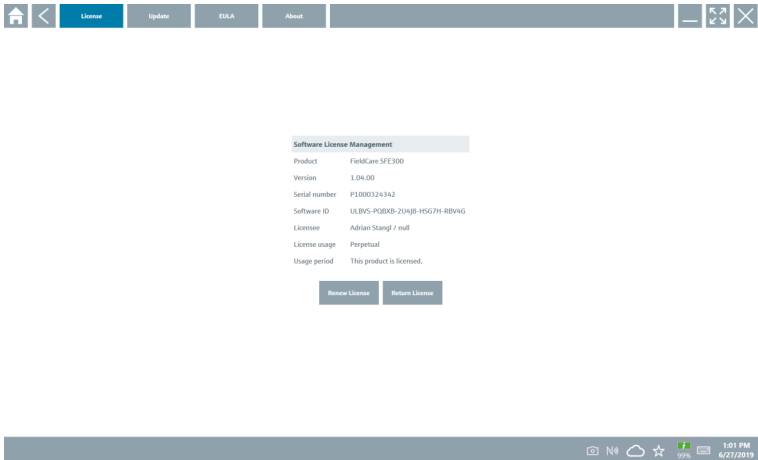 License Update EULA About
Software License Management
Product FieldCare SFE300
Version 1.04.00
Serial number P1000324342
Software ID ULBVS-PQBXB-2U4J8-HSG7H-RBV4G
Licensee Adrian Stangl / null
License usage Perpetual
Usage period This product is licensed.
Renew License Return License
99% 1:01 PM
6/27/2019